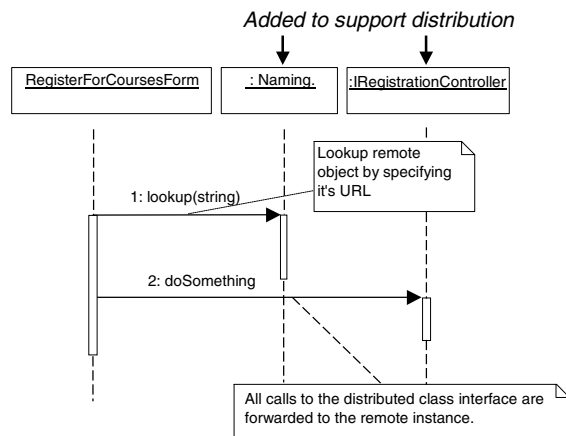 Added to support distribution
RegisterForCoursesForm
: Naming.
:IRegistrationController
Lookup remote
object by specifying
it's URL
1: lookup(string)
2: doSomething
All calls to the distributed class interface are
forwarded to the remote instance.